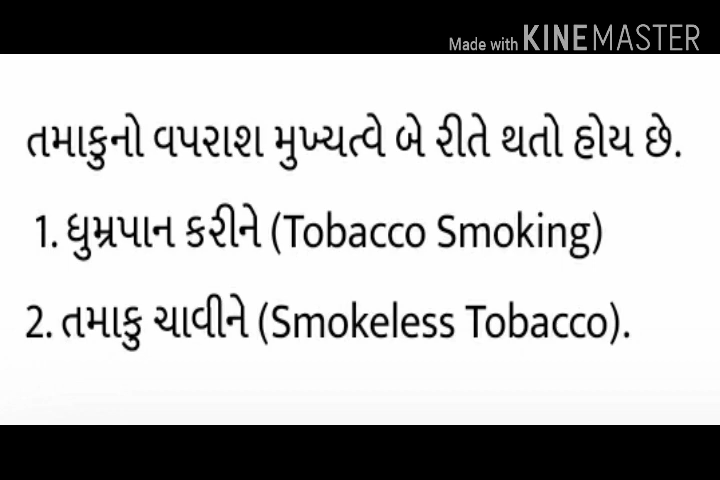 Made with KINEMASTER
તમાકુનો વપરાશ મુખ્યત્વે બે રીતે થતો હોય છે.
1. ધુમ્રપાન કરીને (Tobacco Smoking)
2. તમાકુ ચાવીને (Smokeless Tobacco).